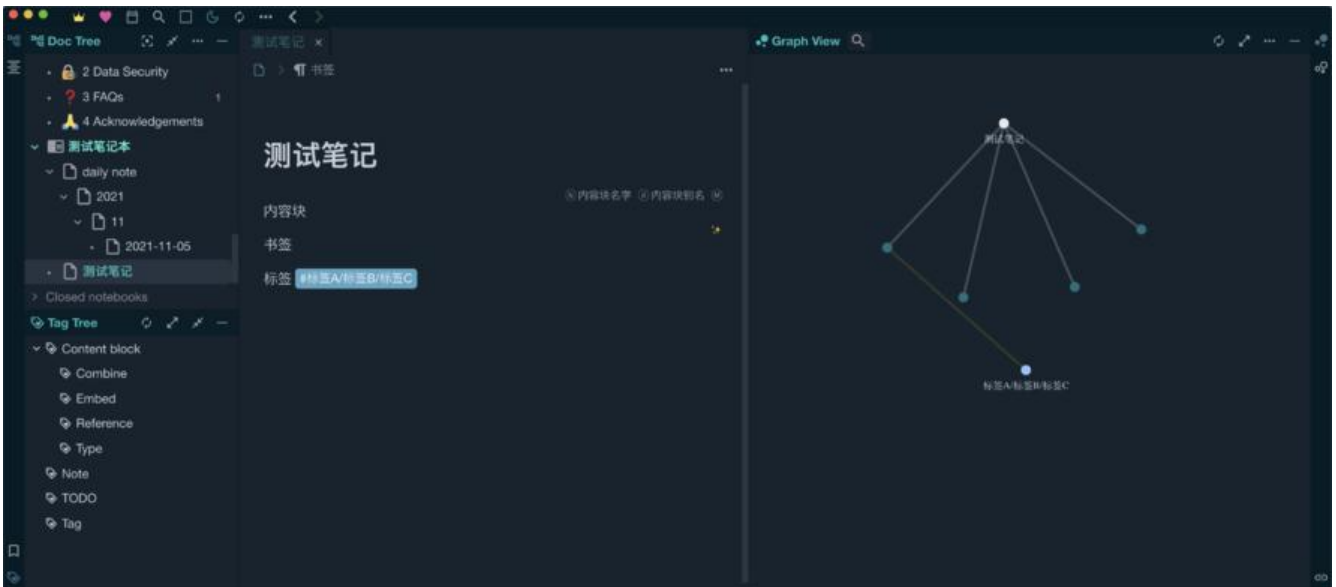 Doc Tree
2 Data Security
3 FAQs 1
4 Acknowledgements
测试笔记本
daily note
2021
11
2021-11-05
测试笔记
Closed notebooks
Tag Tree
Content block
Combine
Embed
Reference
Type
Note
TODO
Tag
测试笔记
书签
测试笔记
内容块名字 内容块别名
内容块
书签
标签 #标签A/标签B/标签C
Graph View
测试笔记
标签A/标签B/标签C